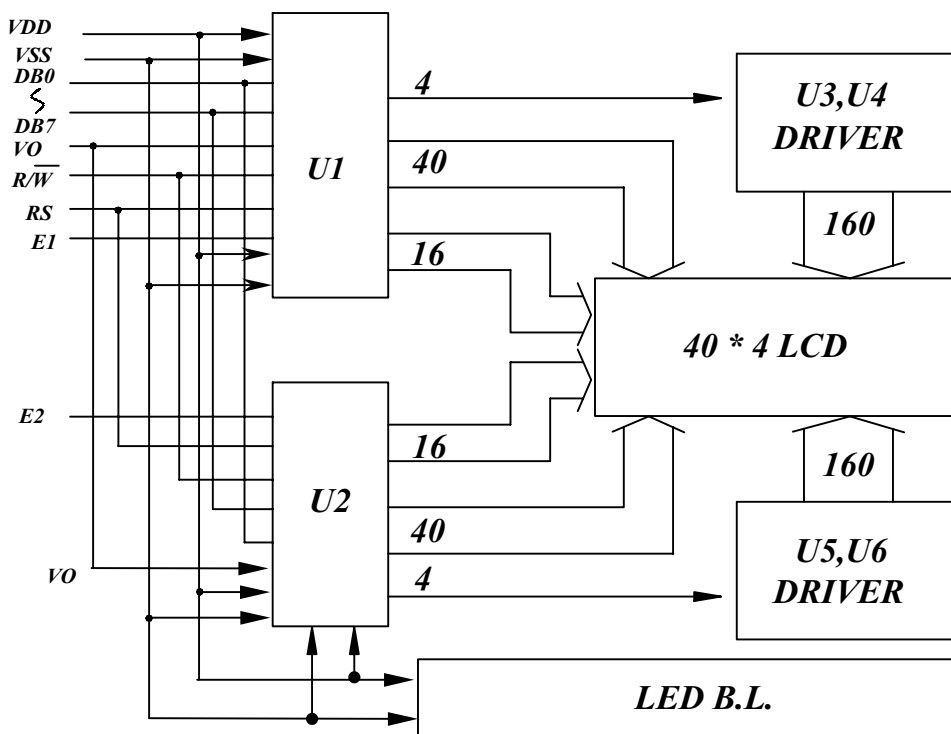 VDD
VSS
DB0
DB7
VO
R/W̅
RS
E1
U1
4
40
16
U3,U4
DRIVER
160
40 * 4 LCD
E2
VO
U2
16
40
4
160
U5,U6
DRIVER
LED B.L.